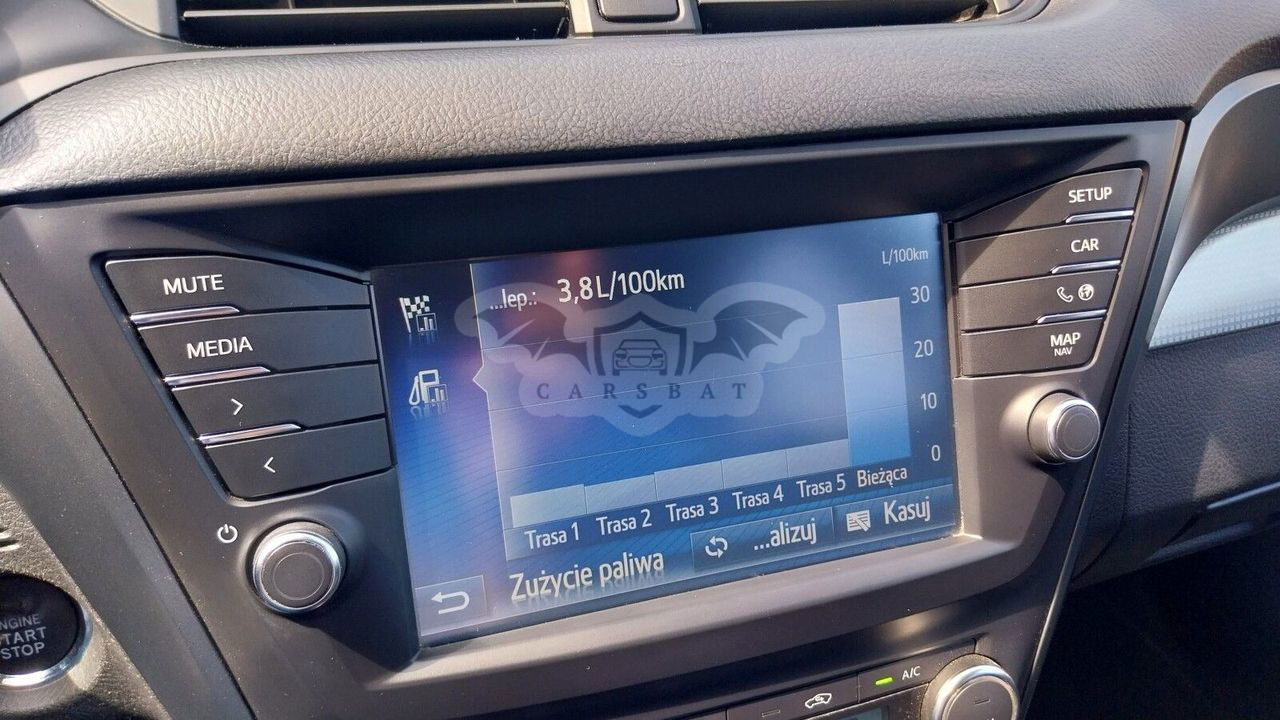 MUTE
MEDIA
>
<
SETUP
CAR
MAP
NAV
...lep.: 3,8L/100km
L/100km
30
20
10
0
CARSBAT
Trasa 1 Trasa 2 Trasa 3 Trasa 4 Trasa 5 Bieżąca
Zużycie paliwa
...alizuj
Kasuj
ENGINE
START
STOP
A/C